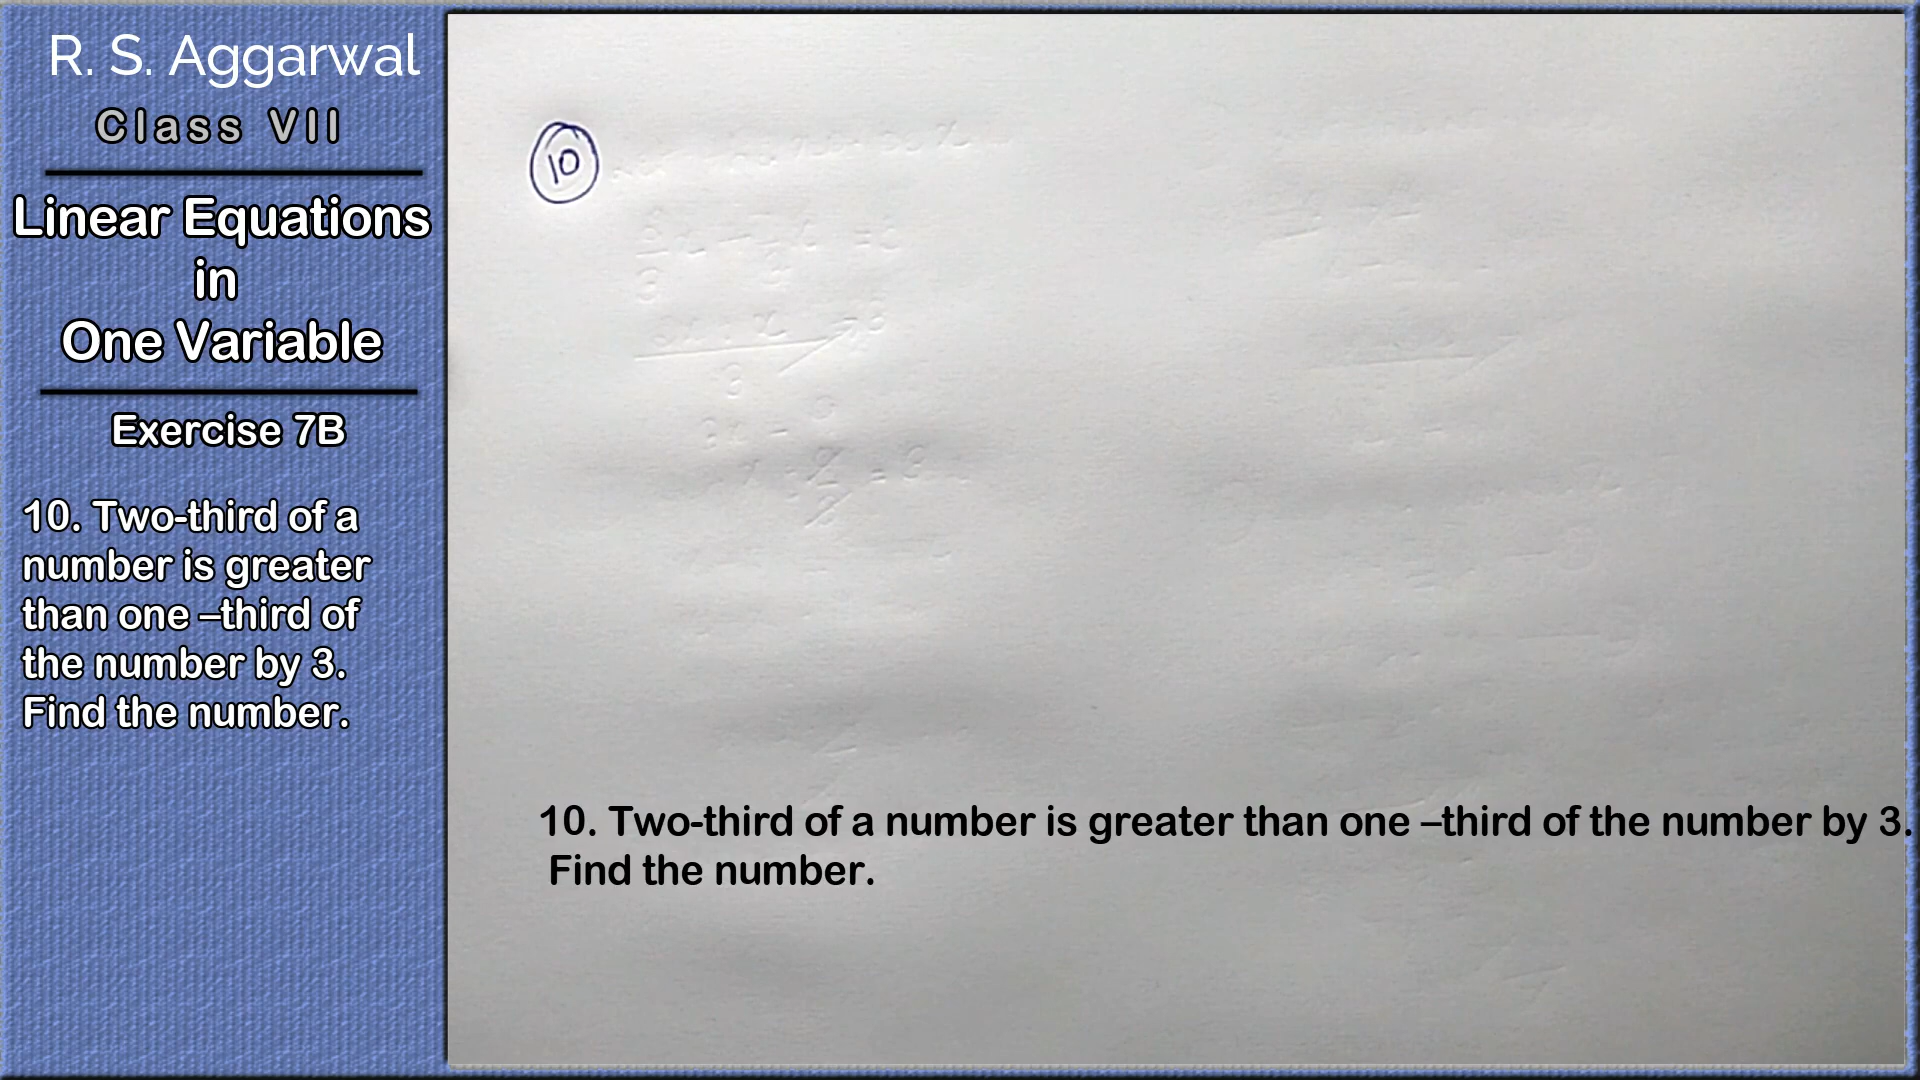 R. S. Aggarwal
Class VII
Linear Equations
in
One Variable
Exercise 7B
10. Two-third of a
number is greater
than one –third of
the number by 3.
Find the number.
10
10. Two-third of a number is greater than one –third of the number by 3.
Find the number.